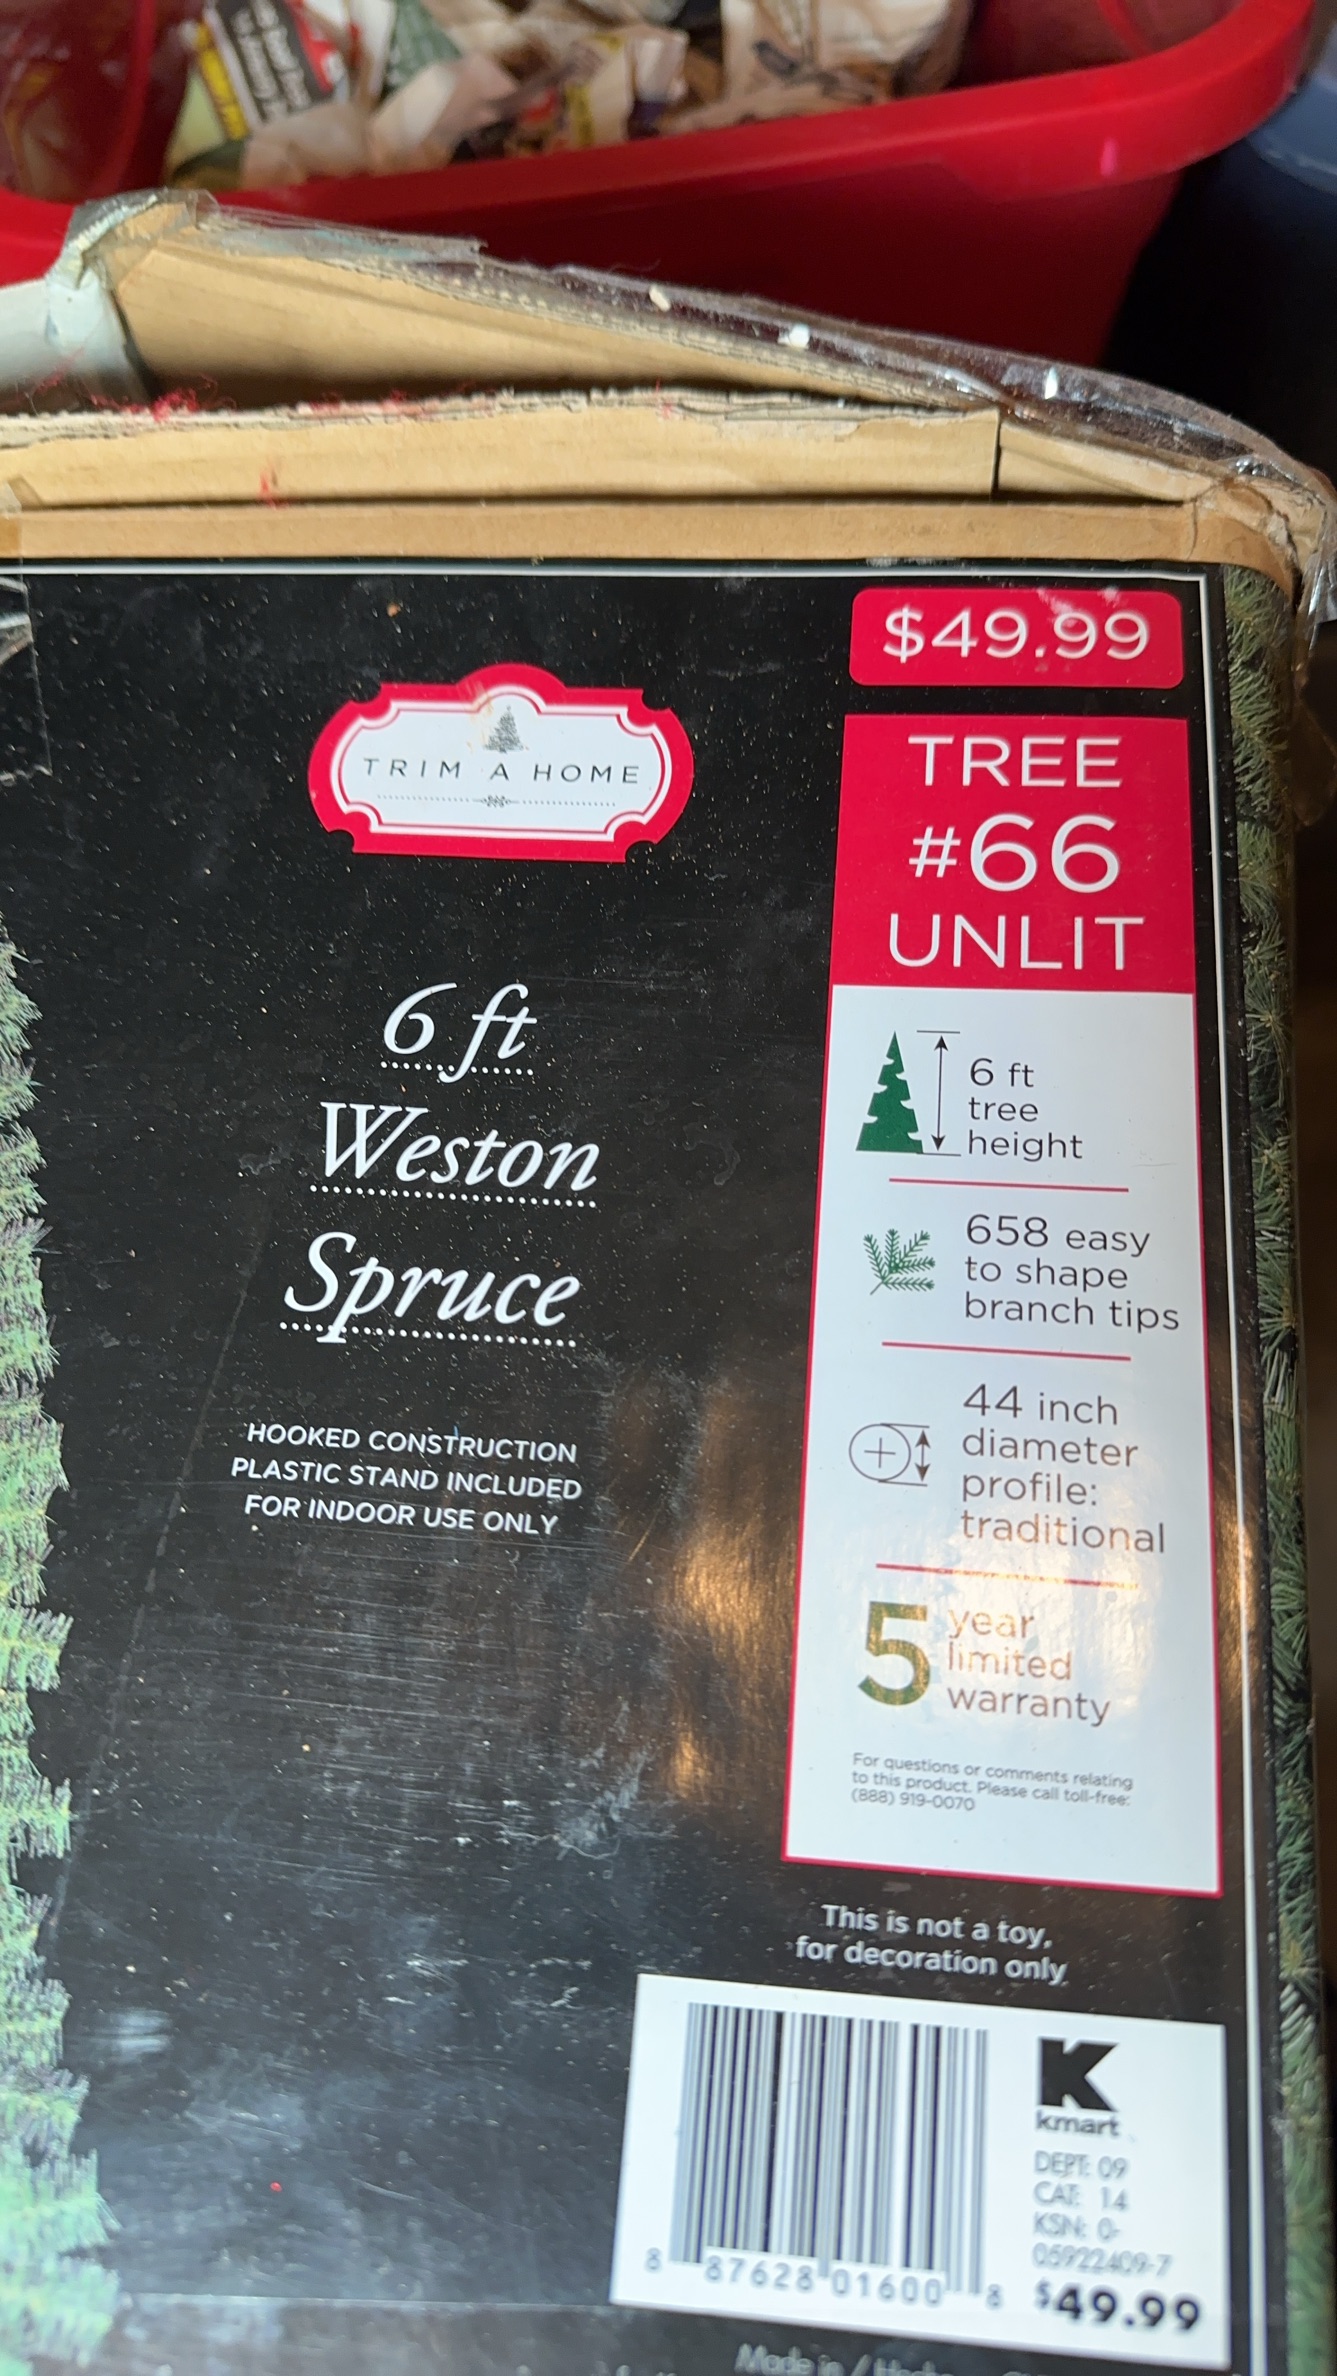 $49.99
TRIM A HOME
TREE
#66
UNLIT
6 ft
Weston
Spruce
HOOKED CONSTRUCTION
PLASTIC STAND INCLUDED
FOR INDOOR USE ONLY
6 ft
tree
height
658 easy
to shape
branch tips
44 inch
diameter
profile:
traditional
5 year
limited
warranty
For questions or comments relating
to this product. Please call toll-free:
(888) 919-0070
This is not a toy,
for decoration only
K
kmart
DEPT: 09
CAT: 14
KSN: 0-
05922409-7
$49.99
8 87628 01600 8
Made in /